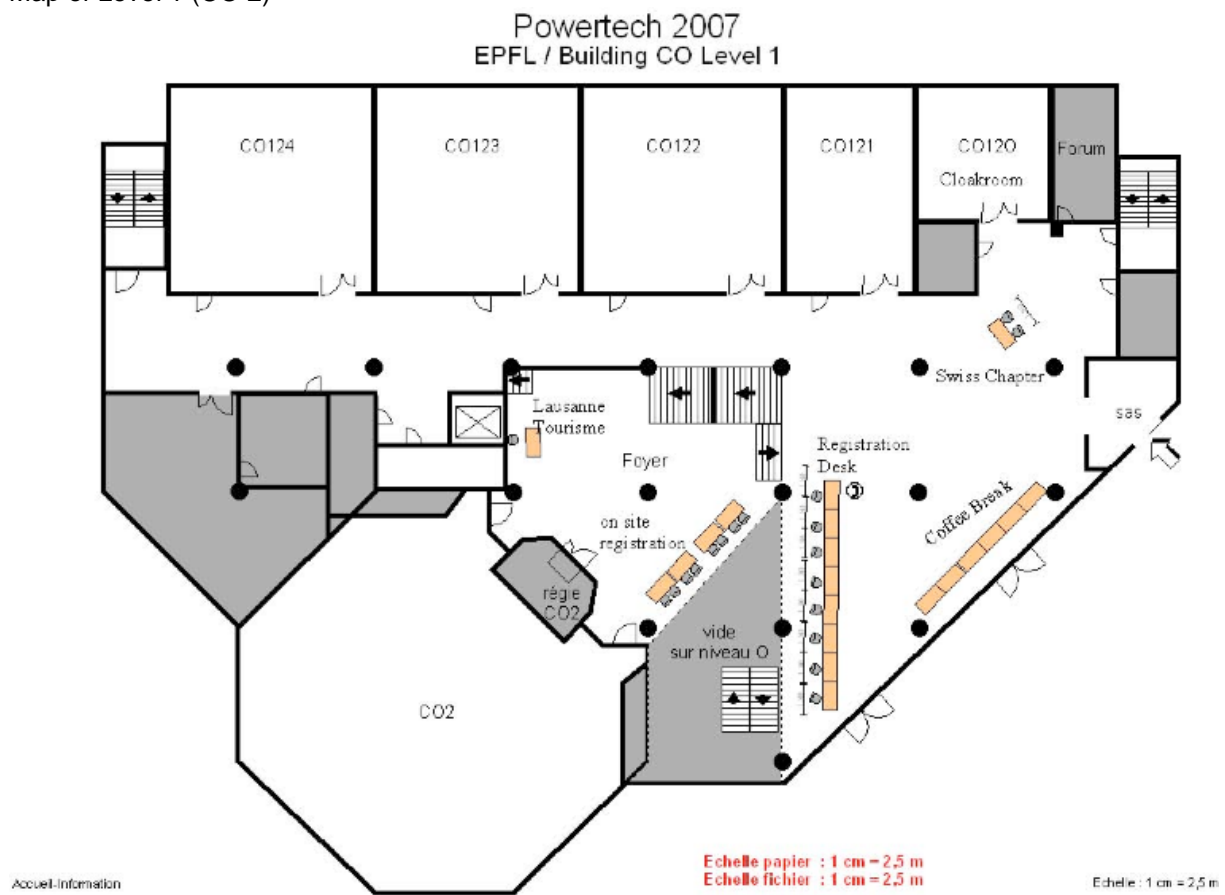 Powertech 2007
EPFL / Building CO Level 1
CO124
CO123
CO122
CO121
CO120
Cloakroom
Forum
Swiss Chapter
sas
Lausanne
Tourisme
Foyer
Registration
Desk
Coffee Break
on site
registration
régie
CO2
vide
sur niveau 0
CO2
Echelle papier : 1 cm = 2,5 m
Echelle fichier : 1 cm = 2,5 m
Accueil-Information
Echelle : 1 cm = 2,5 m